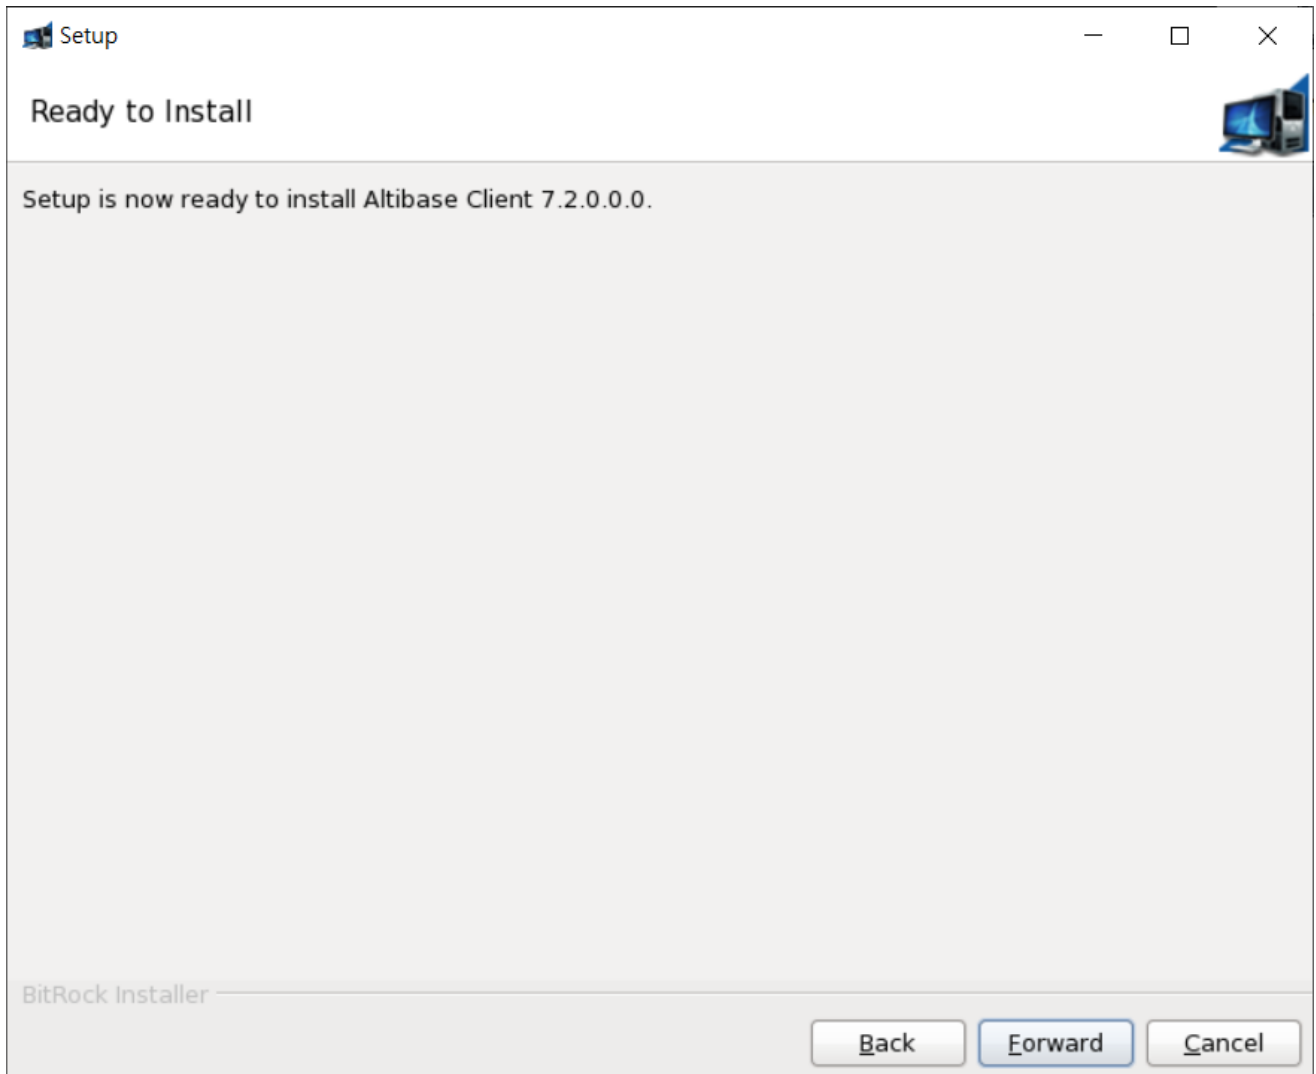 Setup
Ready to Install
Setup is now ready to install Altibase Client 7.2.0.0.0.
BitRock Installer
Back
Forward
Cancel